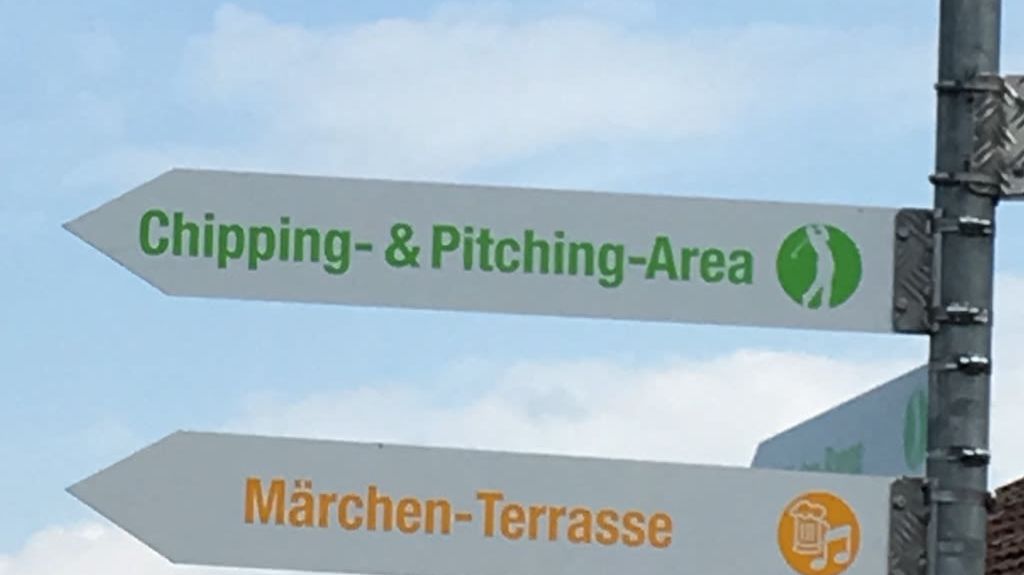 Chipping- & Pitching-Area
Märchen-Terrasse